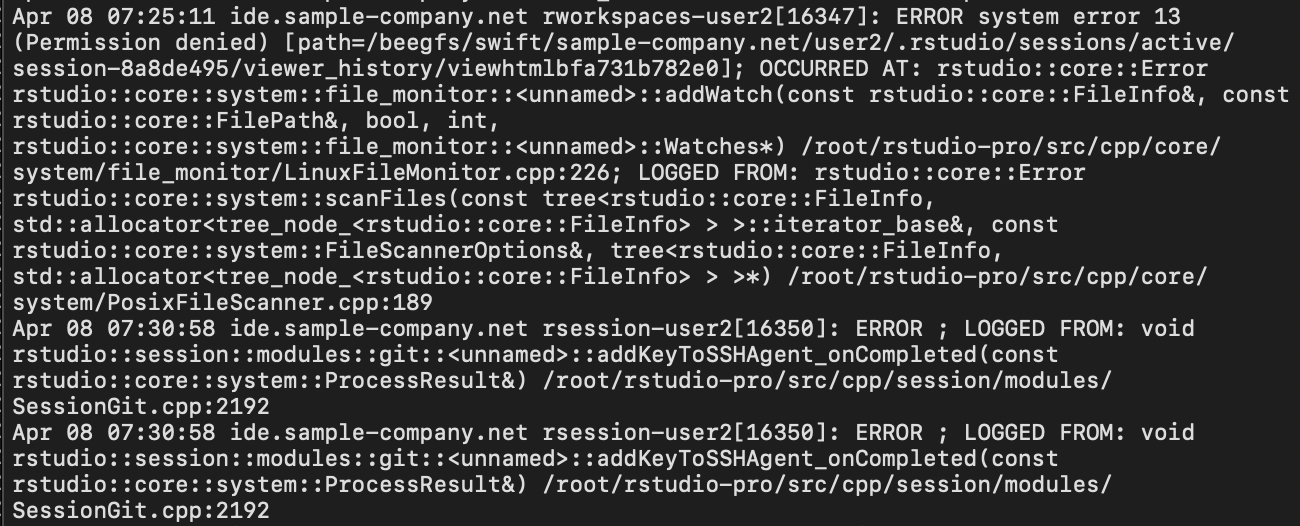 Apr 08 07:25:11 ide.sample-company.net rworkspaces-user2[16347]: ERROR system error 13
(Permission denied) [path=/beegfs/swift/sample-company.net/user2/.rstudio/sessions/active/
session-8a8de495/viewer_history/viewhtmlbfa731b782e0]; OCCURRED AT: rstudio::core::Error
rstudio::core::system::file_monitor::<unnamed>::addWatch(const rstudio::core::FileInfo&, const
rstudio::core::FilePath&, bool, int,
rstudio::core::system::file_monitor::<unnamed>::Watches*) /root/rstudio-pro/src/cpp/core/
system/file_monitor/LinuxFileMonitor.cpp:226; LOGGED FROM: rstudio::core::Error
rstudio::core::system::scanFiles(const tree<rstudio::core::FileInfo,
std::allocator<tree_node_<rstudio::core::FileInfo> > >::iterator_base&, const
rstudio::core::system::FileScannerOptions&, tree<rstudio::core::FileInfo,
std::allocator<tree_node_<rstudio::core::FileInfo> > >*) /root/rstudio-pro/src/cpp/core/
system/PosixFileScanner.cpp:189
Apr 08 07:30:58 ide.sample-company.net rsession-user2[16350]: ERROR ; LOGGED FROM: void
rstudio::session::modules::git::<unnamed>::addKeyToSSHAgent_onCompleted(const
rstudio::core::system::ProcessResult&) /root/rstudio-pro/src/cpp/session/modules/
SessionGit.cpp:2192
Apr 08 07:30:58 ide.sample-company.net rsession-user2[16350]: ERROR ; LOGGED FROM: void
rstudio::session::modules::git::<unnamed>::addKeyToSSHAgent_onCompleted(const
rstudio::core::system::ProcessResult&) /root/rstudio-pro/src/cpp/session/modules/
SessionGit.cpp:2192